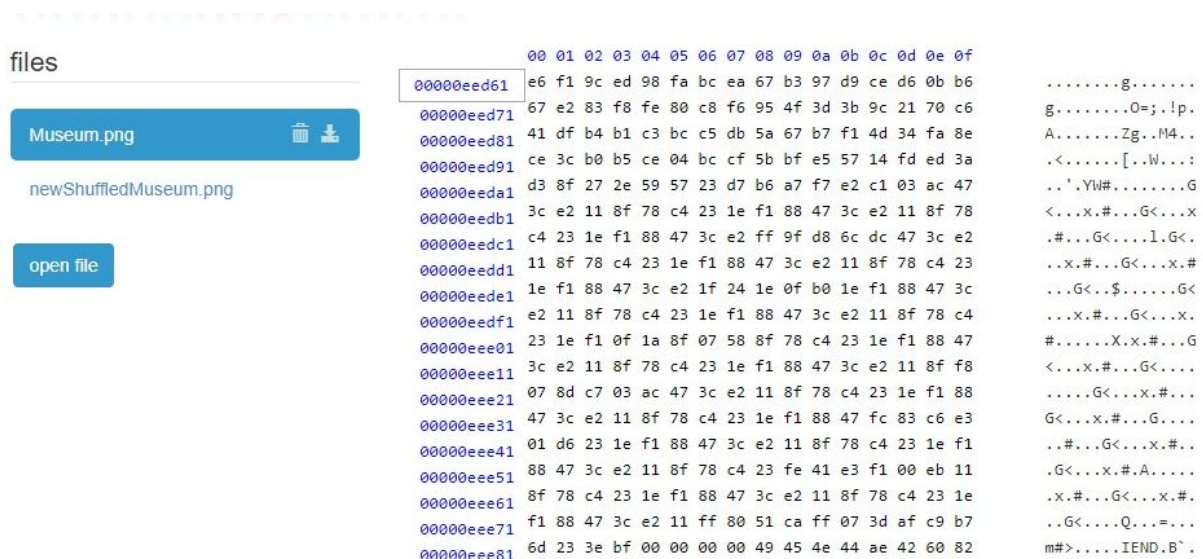 files
Museum.png
newShuffledMuseum.png
open file
00 01 02 03 04 05 06 07 08 09 0a 0b 0c 0d 0e 0f
00000eed61 e6 f1 9c ed 98 fa bc ea 67 b3 97 d9 ce d6 0b b6 ........g.......
00000eed71 67 e2 83 f8 fe 80 c8 f6 95 4f 3d 3b 9c 21 70 c6 g........O=;.!p.
00000eed81 41 df b4 b1 c3 bc c5 db 5a 67 b7 f1 4d 34 fa 8e A.......Zg..M4..
00000eed91 ce 3c b0 b5 ce 04 bc cf 5b bf e5 57 14 fd ed 3a .<......[..W...:
00000eeda1 d3 8f 27 2e 59 57 23 d7 b6 a7 f7 e2 c1 03 ac 47 ..'.YW#........G
00000eedb1 3c e2 11 8f 78 c4 23 1e f1 88 47 3c e2 11 8f 78 <...x.#...G<...x
00000eedc1 c4 23 1e f1 88 47 3c e2 ff 9f d8 6c dc 47 3c e2 .#...G<....l.G<.
00000eedd1 11 8f 78 c4 23 1e f1 88 47 3c e2 11 8f 78 c4 23 ..x.#...G<...x.#
00000eede1 1e f1 88 47 3c e2 1f 24 1e 0f b0 1e f1 88 47 3c ...G<..$......G<
00000eedf1 e2 11 8f 78 c4 23 1e f1 88 47 3c e2 11 8f 78 c4 ...x.#...G<...x.
00000eee01 23 1e f1 0f 1a 8f 07 58 8f 78 c4 23 1e f1 88 47 #......X.x.#...G
00000eee11 3c e2 11 8f 78 c4 23 1e f1 88 47 3c e2 11 8f f8 <...x.#...G<....
00000eee21 07 8d c7 03 ac 47 3c e2 11 8f 78 c4 23 1e f1 88 .....G<...x.#...
00000eee31 47 3c e2 11 8f 78 c4 23 1e f1 88 47 fc 83 c6 e3 G<...x.#...G....
00000eee41 01 d6 23 1e f1 88 47 3c e2 11 8f 78 c4 23 1e f1 ..#...G<...x.#..
00000eee51 88 47 3c e2 11 8f 78 c4 23 fe 41 e3 f1 00 eb 11 .G<...x.#.A.....
00000eee61 8f 78 c4 23 1e f1 88 47 3c e2 11 8f 78 c4 23 1e .x.#...G<...x.#.
00000eee71 f1 88 47 3c e2 11 ff 80 51 ca ff 07 3d af c9 b7 ..G<....Q...=...
00000eee81 6d 23 3e bf 00 00 00 00 49 45 4e 44 ae 42 60 82 m#>.....IEND.B`.